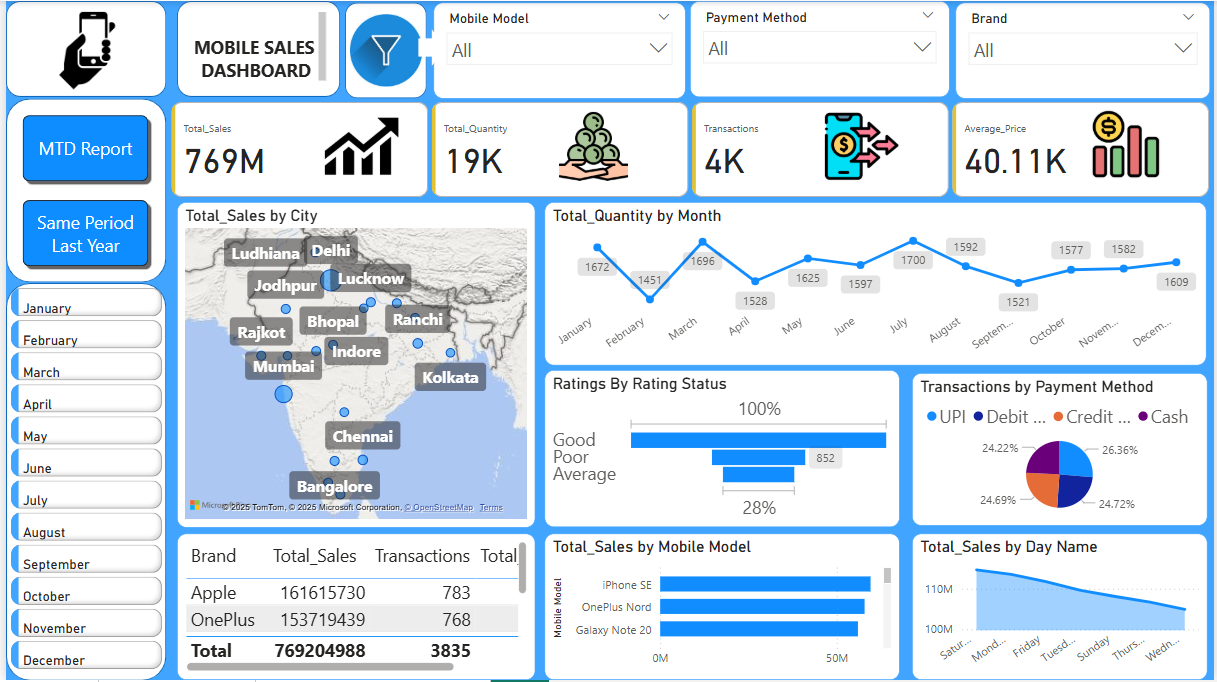 MOBILE SALES
DASHBOARD
Mobile Model
All
Payment Method
All
Brand
All
MTD Report
Same Period
Last Year
Total_Sales
769M
Total_Quantity
19K
Transactions
4K
Average_Price
40.11K
January
February
March
April
May
June
July
August
September
October
November
December
Total_Sales by City
Ludhiana
Delhi
Lucknow
Jodhpur
Bhopal
Ranchi
Rajkot
Indore
Mumbai
Kolkata
Chennai
Bangalore
© 2025 TomTom, © 2025 Microsoft Corporation, © OpenStreetMap Terms
Total_Quantity by Month
1672
1451
1696
1528
1625
1597
1700
1592
1521
1577
1582
1609
January
February
March
April
May
June
July
August
Septem...
October
Novem...
Decem...
Ratings By Rating Status
100%
Good
Poor
852
Average
28%
Transactions by Payment Method
UPI Debit ... Credit ... Cash
24.22%
26.36%
24.69%
24.72%
Brand Total_Sales Transactions Total_
Apple 161615730 783
OnePlus 153719439 768
Total 769204988 3835
Total_Sales by Mobile Model
Mobile Model
iPhone SE
OnePlus Nord
Galaxy Note 20
0M 50M
Total_Sales by Day Name
110M
100M
Satur...
Mond...
Friday
Tuesd...
Sunday
Thurs...
Wedn...